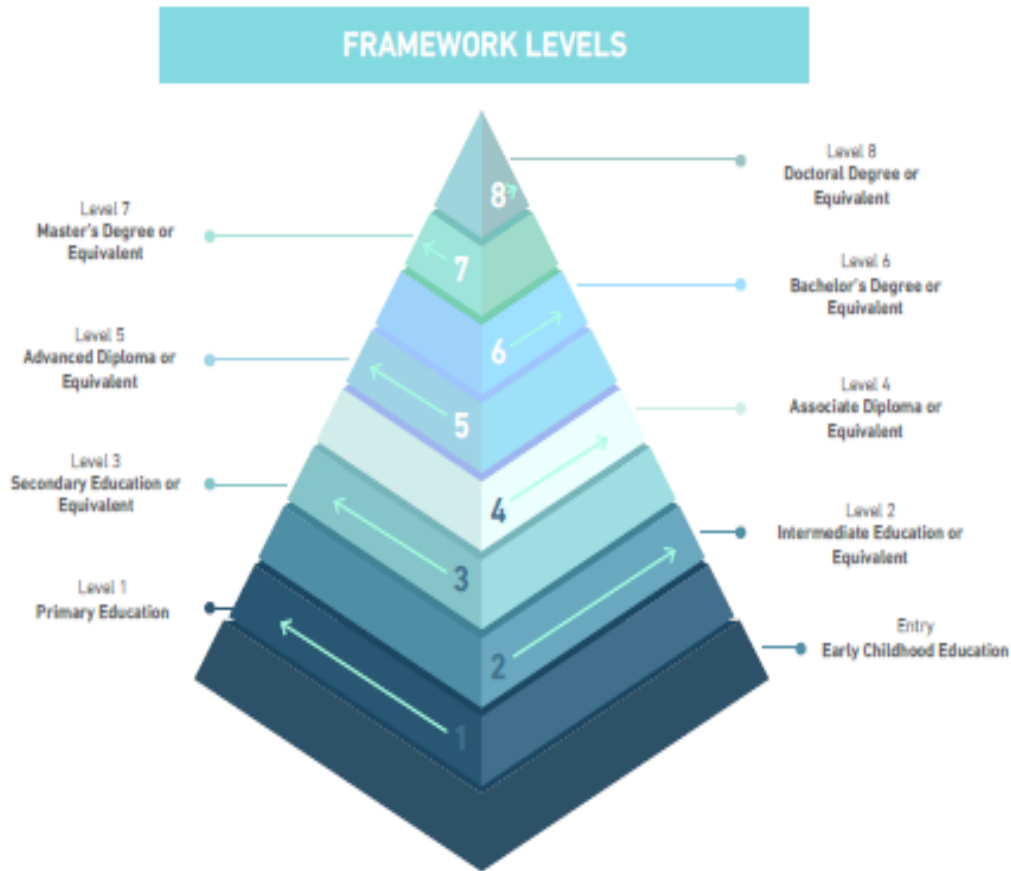 FRAMEWORK LEVELS
Level 8
Doctoral Degree or
Equivalent
Level 7
Master's Degree or
Equivalent
Level 6
Bachelor's Degree or
Equivalent
Level 5
Advanced Diploma or
Equivalent
Level 4
Associate Diploma or
Equivalent
Level 3
Secondary Education or
Equivalent
Level 2
Intermediate Education or
Equivalent
Level 1
Primary Education
Entry
Early Childhood Education
8
7
6
5
4
3
2
1